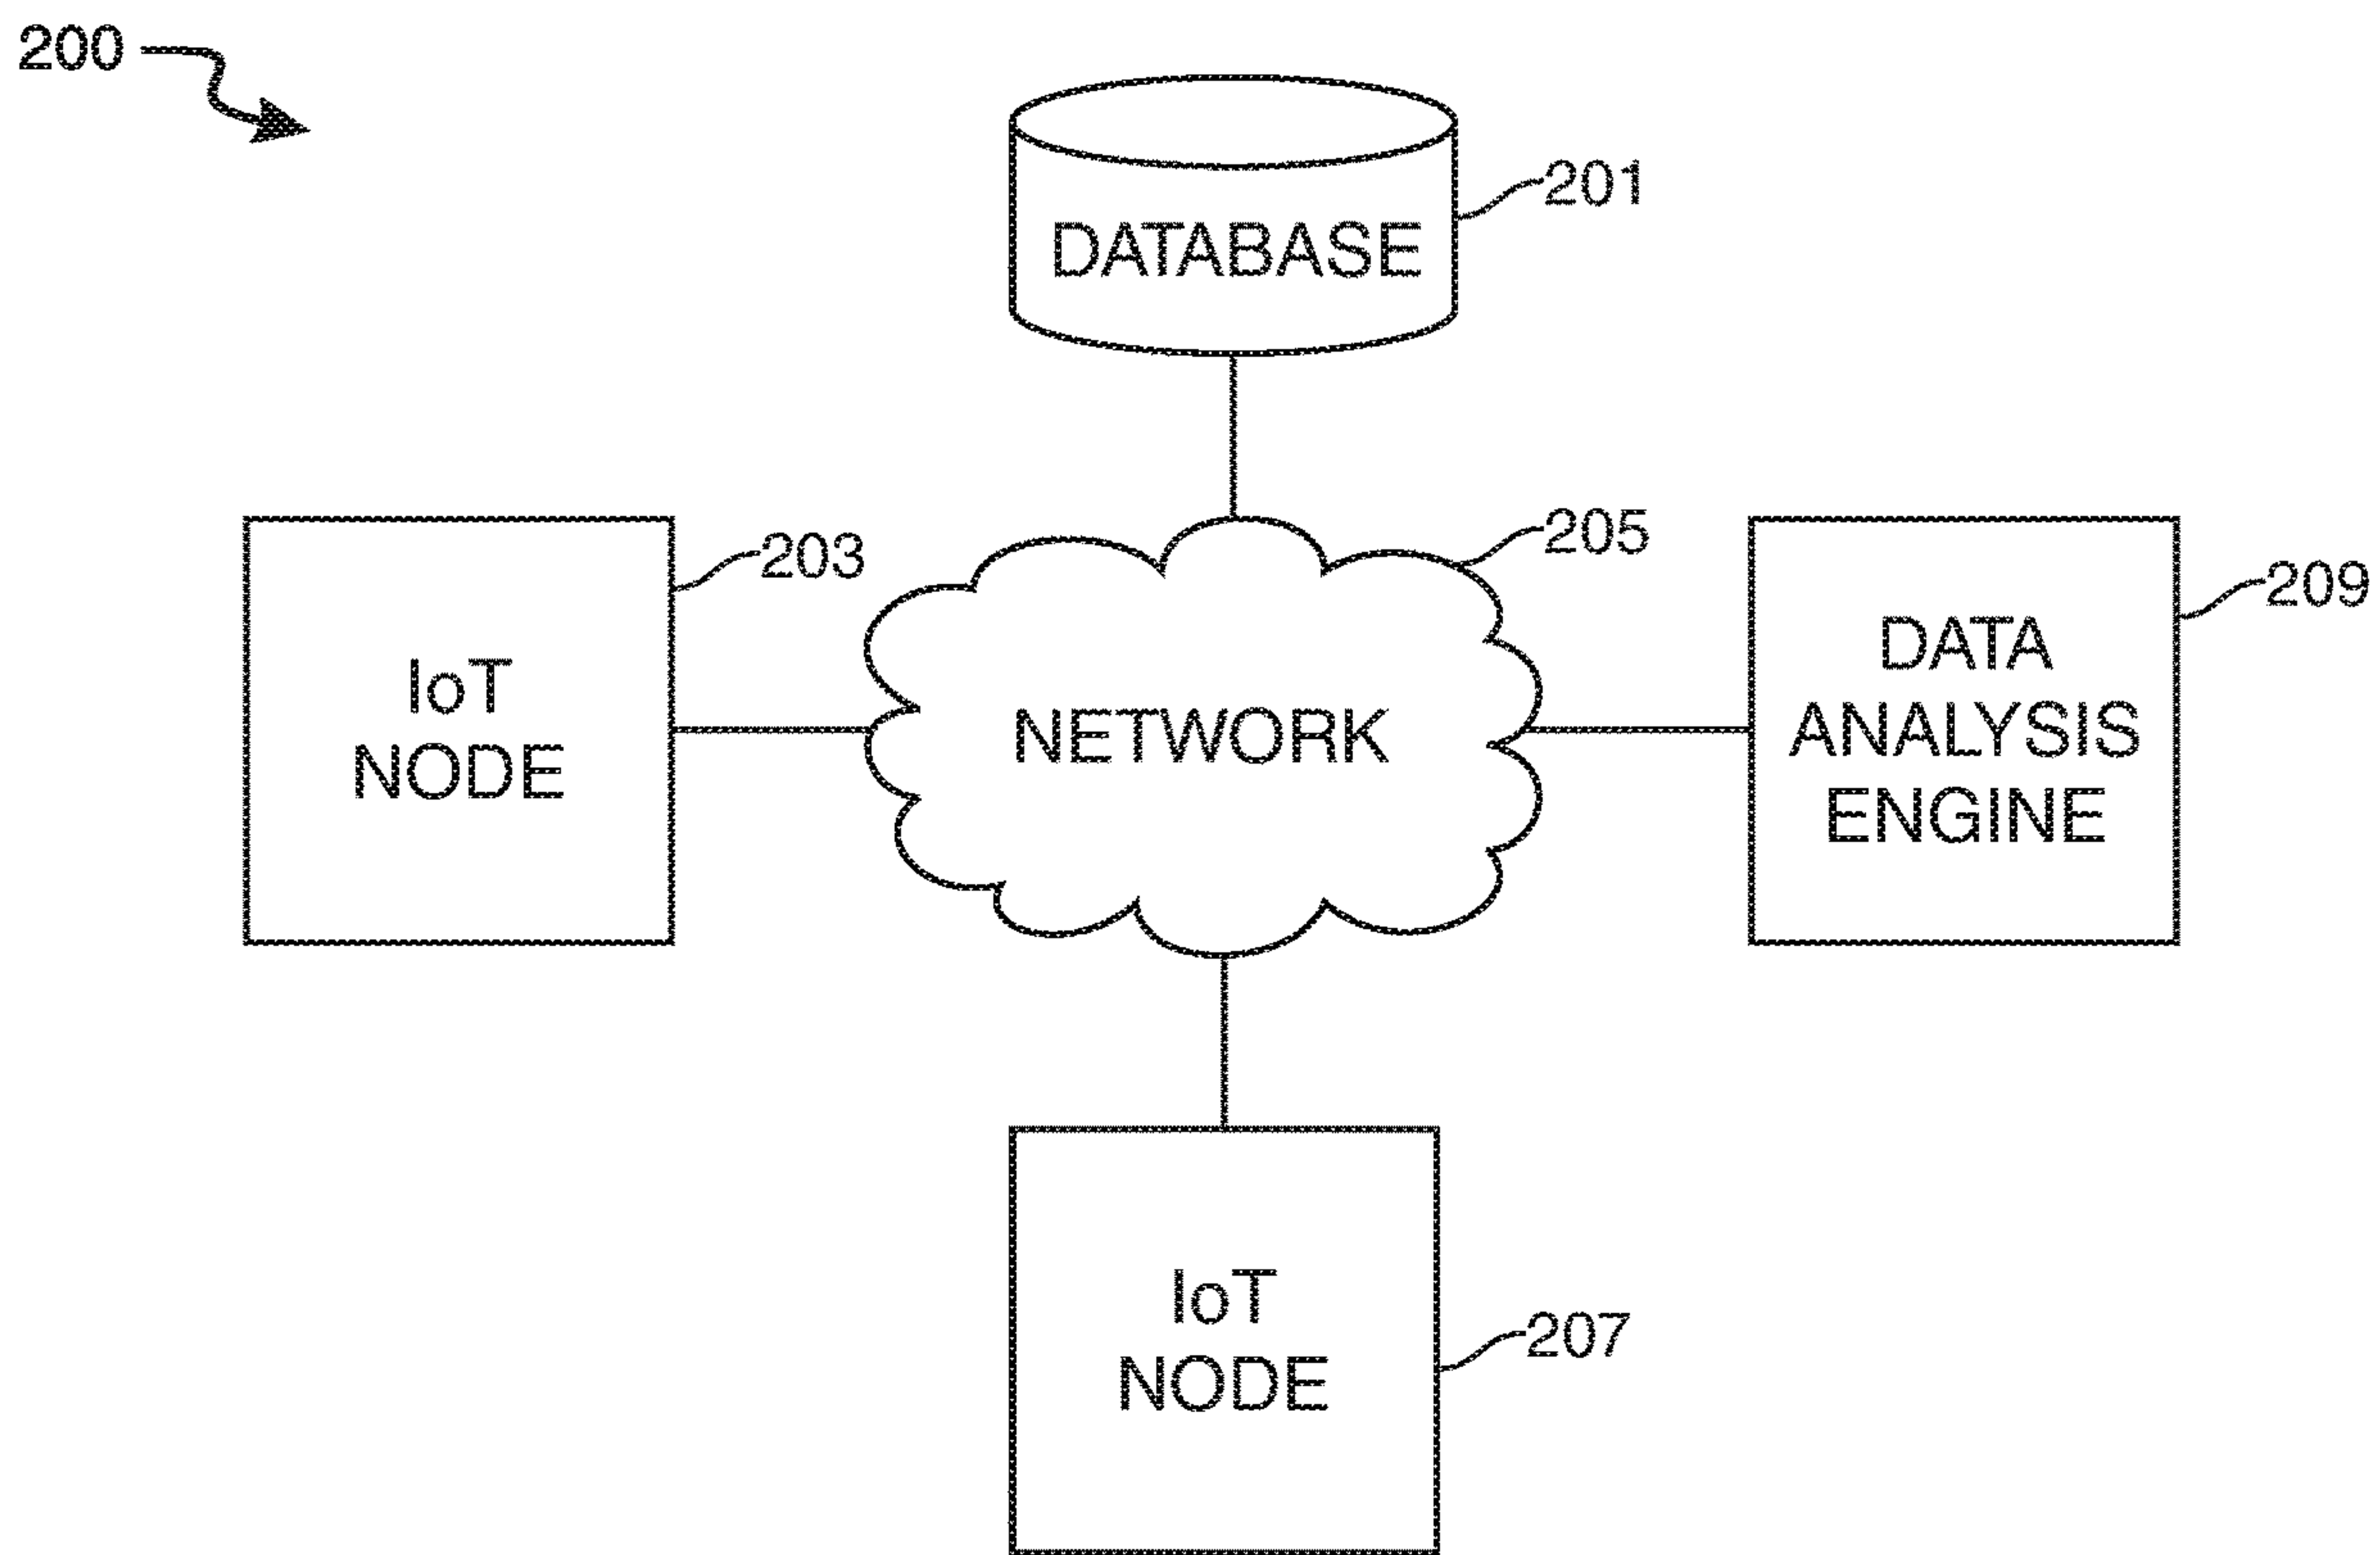 200
201
DATABASE
203
205
209
IoT
NODE
NETWORK
DATA
ANALYSIS
ENGINE
IoT
NODE
207